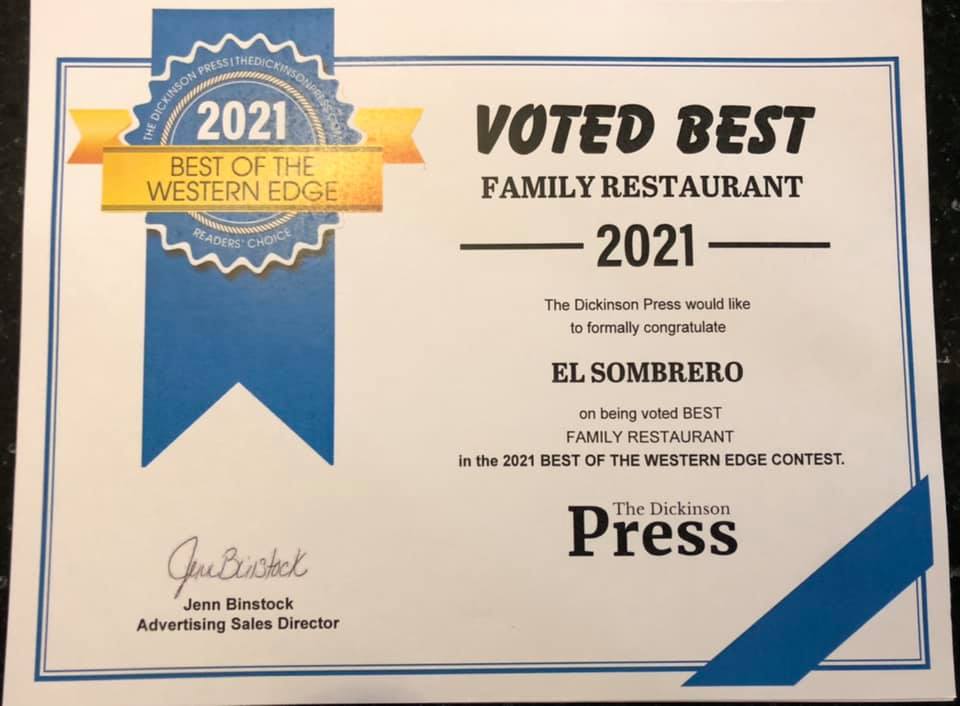 THE DICKINSON PRESS|THEDICKINSONPRESS.COM
2021
BEST OF THE
WESTERN EDGE
READERS' CHOICE
VOTED BEST
FAMILY RESTAURANT
2021
The Dickinson Press would like
to formally congratulate
EL SOMBRERO
on being voted BEST
FAMILY RESTAURANT
in the 2021 BEST OF THE WESTERN EDGE CONTEST.
The Dickinson
Press
Jenn Binstock
Jenn Binstock
Advertising Sales Director